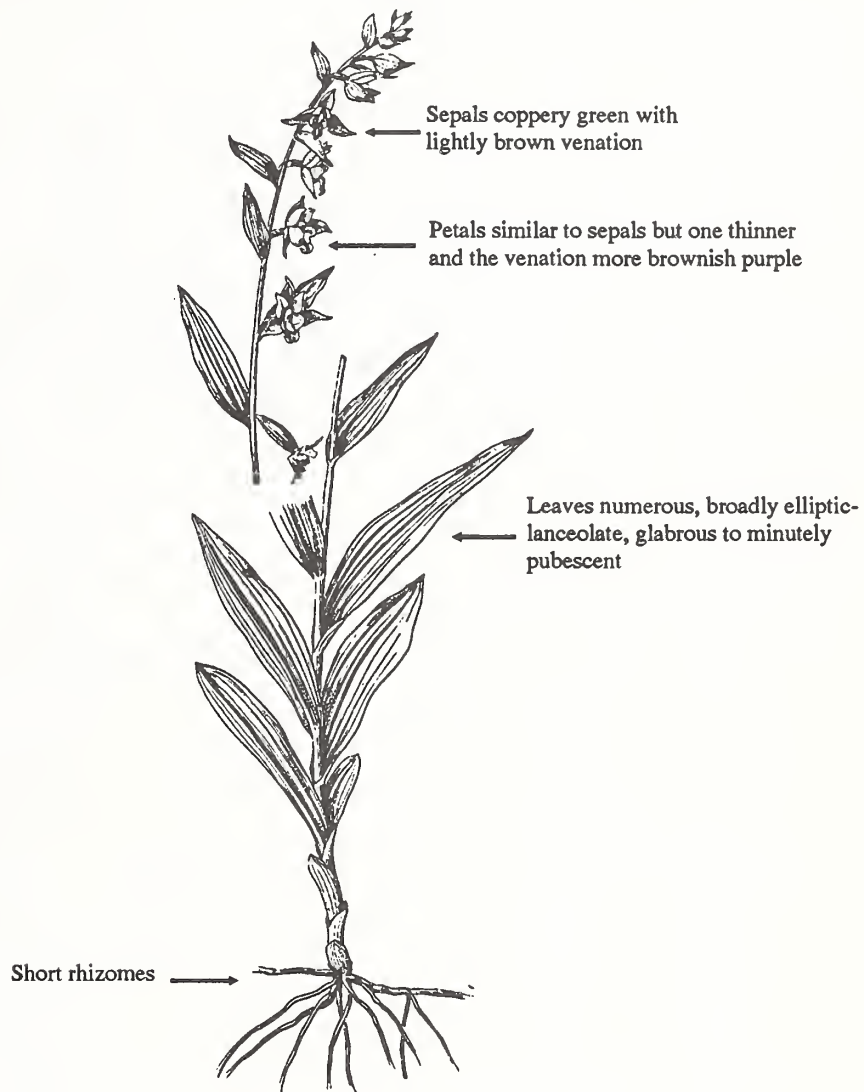 Sepals coppery green with
lightly brown venation
Petals similar to sepals but one thinner
and the venation more brownish purple
Leaves numerous, broadly elliptic-
lanceolate, glabrous to minutely
pubescent
Short rhizomes